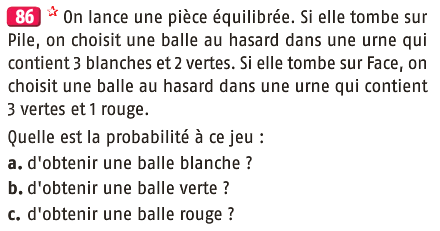 86 On lance une pièce équilibrée. Si elle tombe sur
Pile, on choisit une balle au hasard dans une urne qui
contient 3 blanches et 2 vertes. Si elle tombe sur Face, on
choisit une balle au hasard dans une urne qui contient
3 vertes et 1 rouge.
Quelle est la probabilité à ce jeu :
a. d'obtenir une balle blanche ?
b. d'obtenir une balle verte ?
c. d'obtenir une balle rouge ?